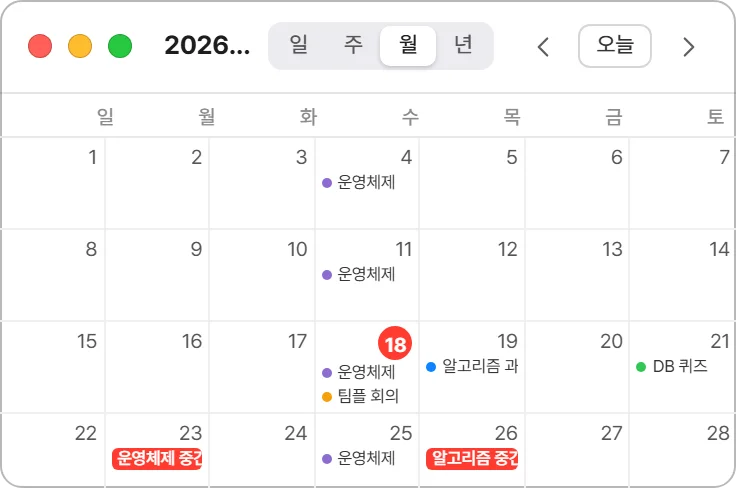 2026...
일 주 월 년
오늘
일 월 화 수 목 금 토
1 2 3 4 5 6 7
운영체제
8 9 10 11 12 13 14
운영체제
15 16 17 18 19 20 21
운영체제 알고리즘 과 DB 퀴즈
팀플 회의
22 23 24 25 26 27 28
운영체제 중간 운영체제 알고리즘 중간